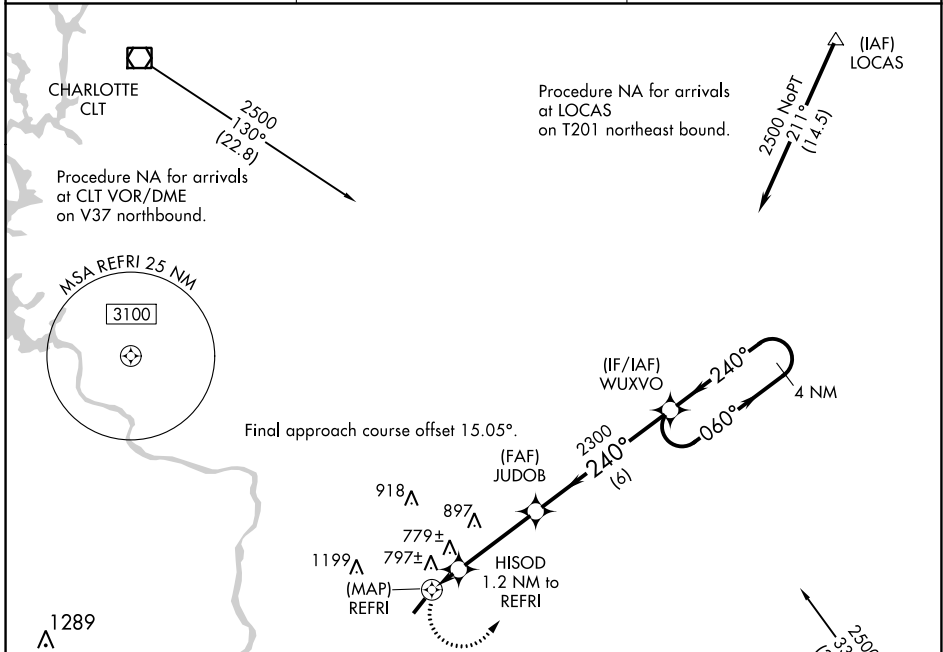 CHARLOTTE
CLT
2500
130°
(22.8)
Procedure NA for arrivals
at CLT VOR/DME
on V37 northbound.
Procedure NA for arrivals
at LOCAS
on T201 northeast bound.
(IAF)
LOCAS
2500 NoPT
211°
(14.5)
MSA REFRI 25 NM
3100
(IF/IAF)
WUXVO
240°
060°
4 NM
Final approach course offset 15.05°.
2300
240°
(6)
(FAF)
JUDOB
918
897
779±
797±
1199
HISOD
1.2 NM to
REFRI
(MAP)
REFRI
1289
2500